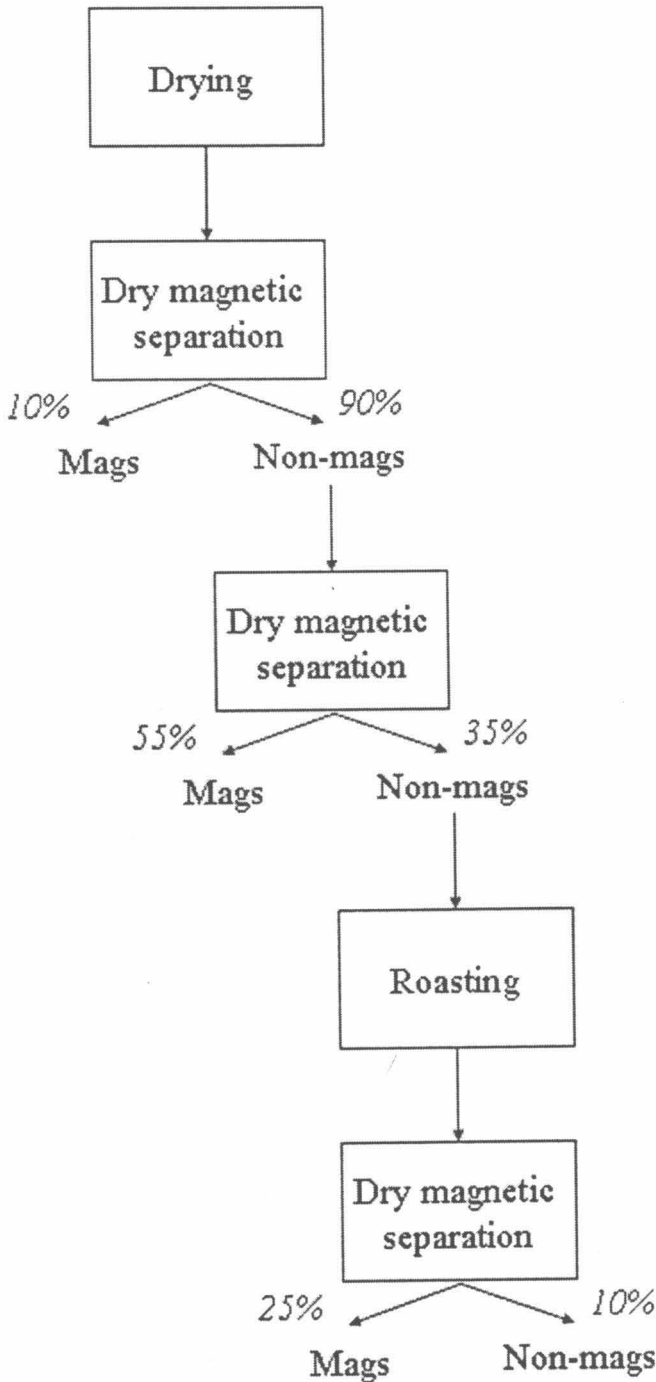 Drying
Dry magnetic
separation
10%
90%
Mags
Non-mags
Dry magnetic
separation
55%
35%
Mags
Non-mags
Roasting
Dry magnetic
separation
25%
10%
Mags
Non-mags